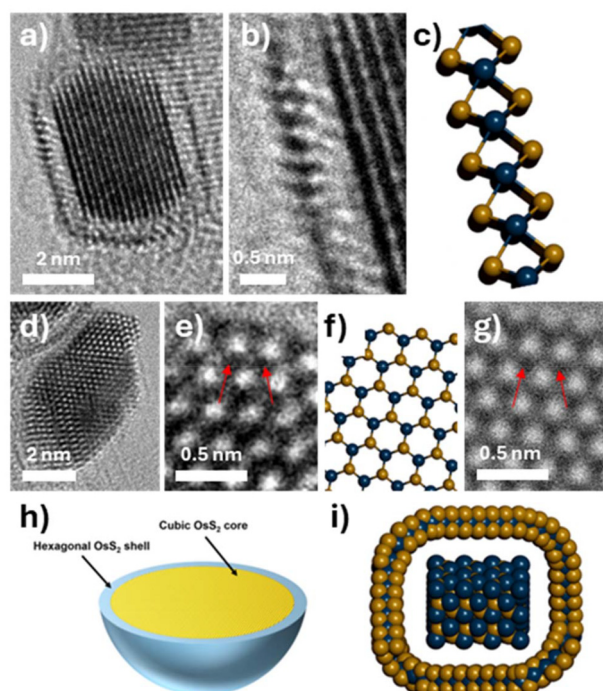 a)
b)
c)
2 nm
0.5 nm
d)
e)
f)
g)
2 nm
0.5 nm
0.5 nm
h)
Cubic OsS₂ core
Hexagonal OsS₂ shell
i)